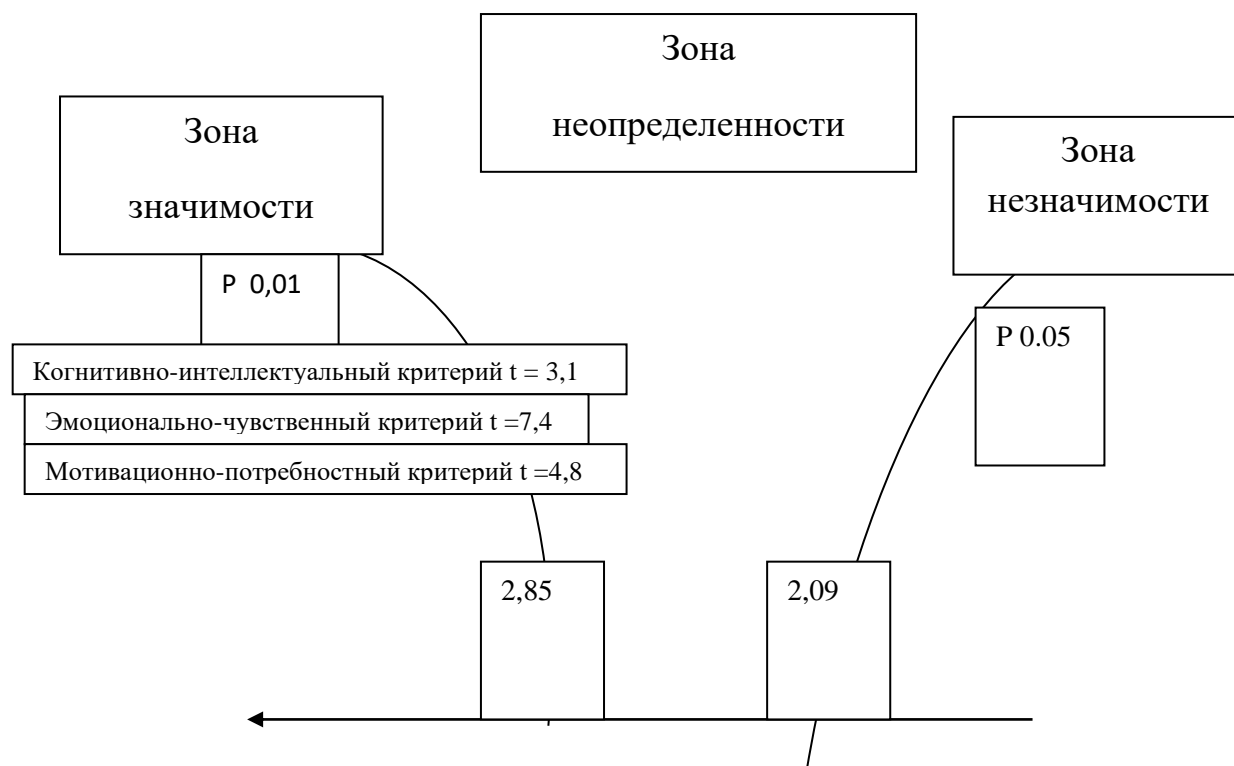 Зона
неопределенности
Зона
значимости
Зона
незначимости
P 0,01
P 0.05
Когнитивно-интеллектуальный критерий t = 3,1
Эмоционально-чувственный критерий t =7,4
Мотивационно-потребностный критерий t =4,8
2,85
2,09